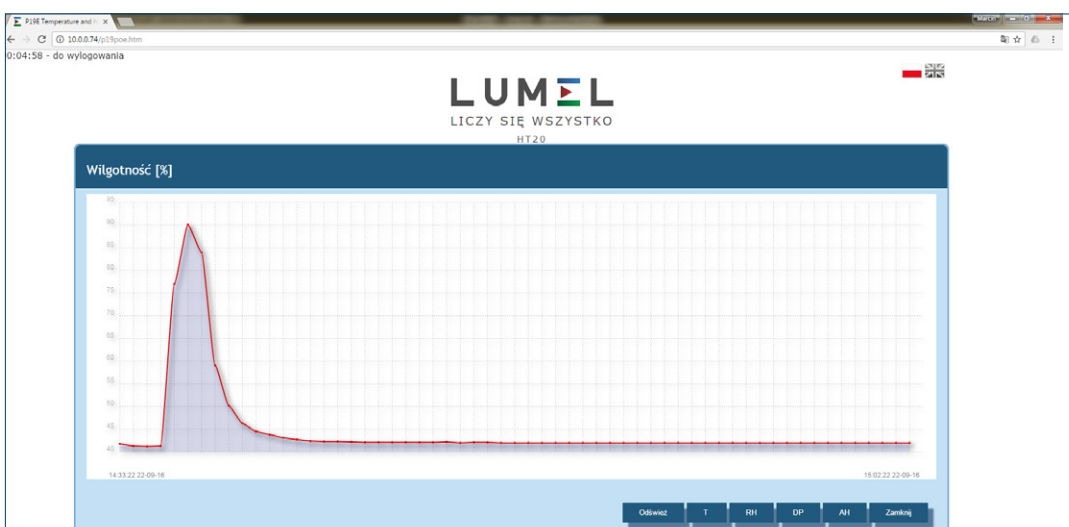 P19E Temperature and h
Marcin
10.0.0.74/p19poe.htm
0:04:58 - do wylogowania
LUMEL
LICZY SIĘ WSZYSTKO
HT20
Wilgotność [%]
95
90
85
80
75
70
65
60
55
50
45
40
14:33:22 22-09-16
15:02:22 22-09-16
Odśwież T RH DP AH Zamknij